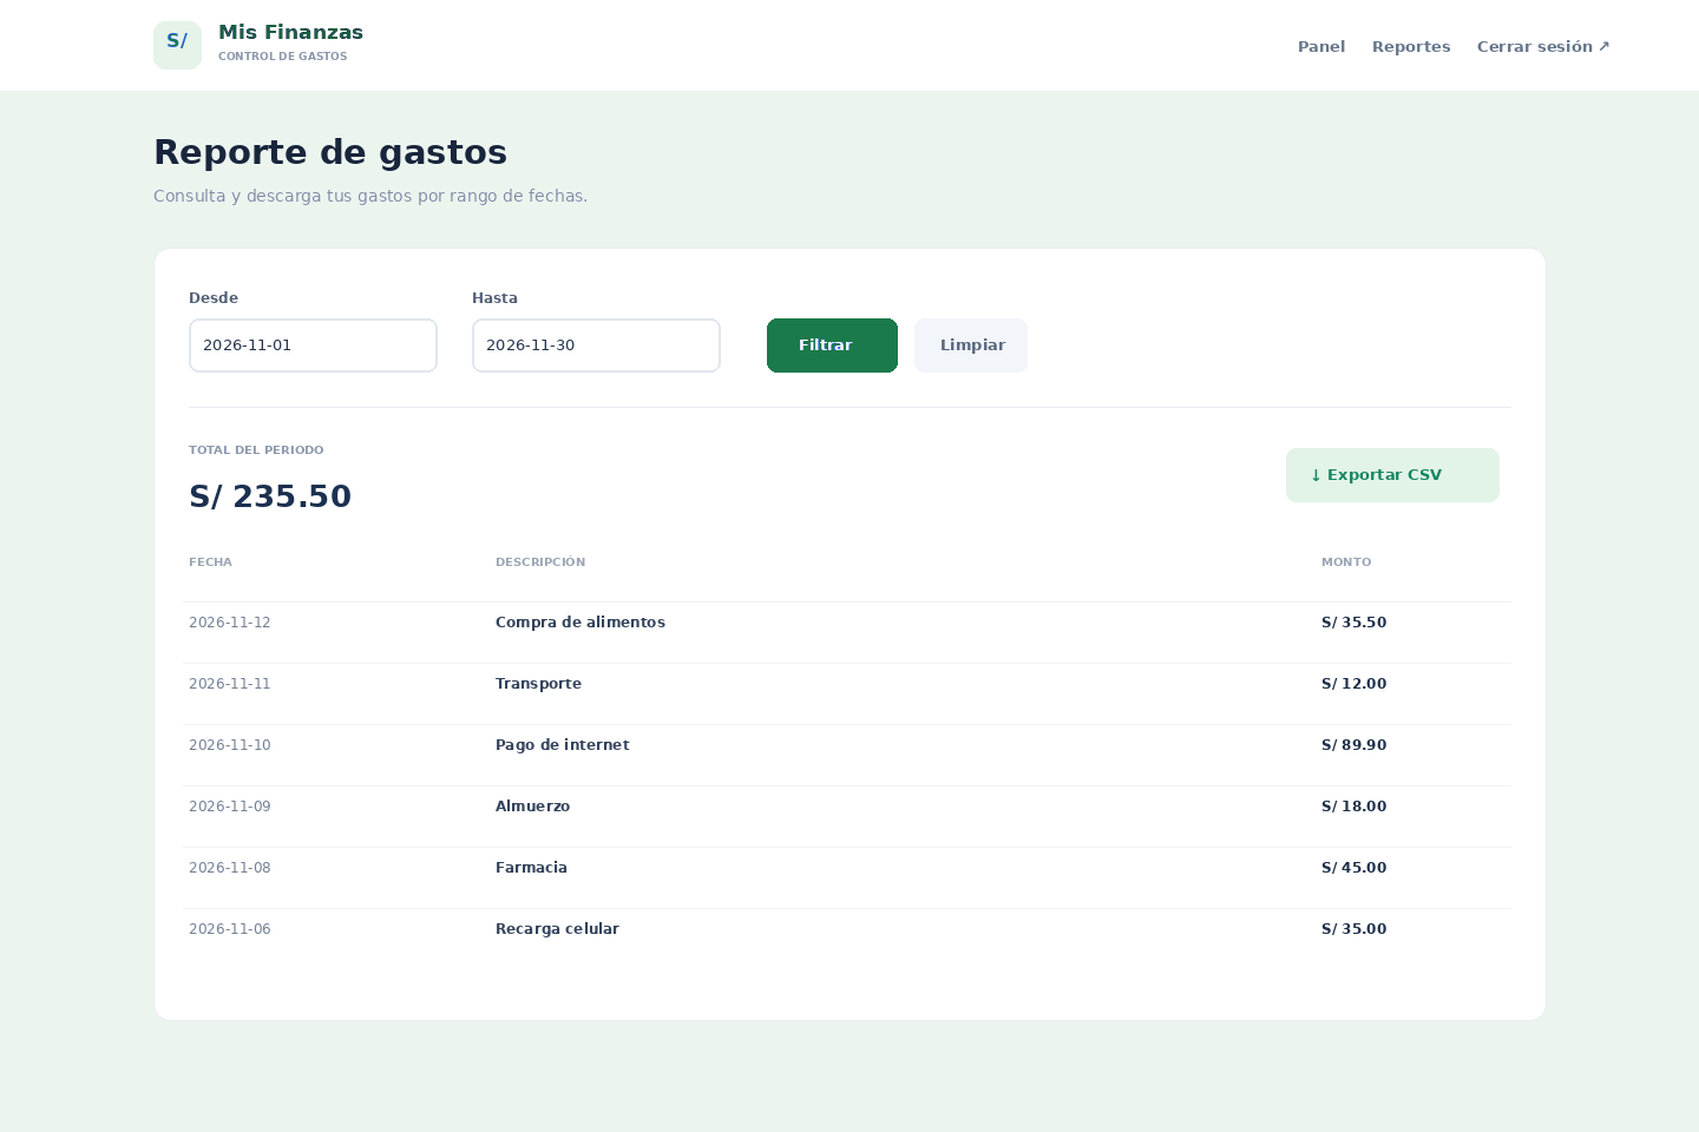 S/
Mis Finanzas
CONTROL DE GASTOS
Panel Reportes Cerrar sesión ↗
Reporte de gastos
Consulta y descarga tus gastos por rango de fechas.
Desde Hasta
2026-11-01 2026-11-30 Filtrar Limpiar
TOTAL DEL PERIODO
S/ 235.50
↓ Exportar CSV
FECHA DESCRIPCIÓN MONTO
2026-11-12 Compra de alimentos S/ 35.50
2026-11-11 Transporte S/ 12.00
2026-11-10 Pago de internet S/ 89.90
2026-11-09 Almuerzo S/ 18.00
2026-11-08 Farmacia S/ 45.00
2026-11-06 Recarga celular S/ 35.00